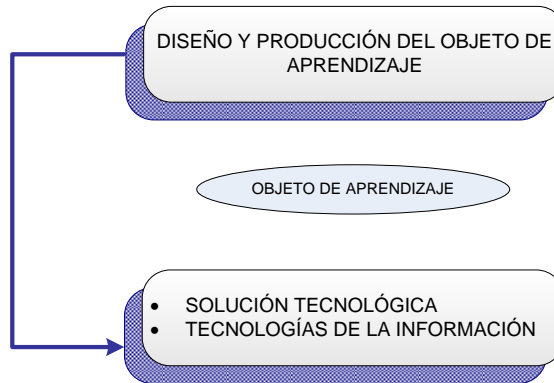 DISEÑO Y PRODUCCIÓN DEL OBJETO DE
APRENDIZAJE
OBJETO DE APRENDIZAJE
• SOLUCIÓN TECNOLÓGICA
• TECNOLOGÍAS DE LA INFORMACIÓN